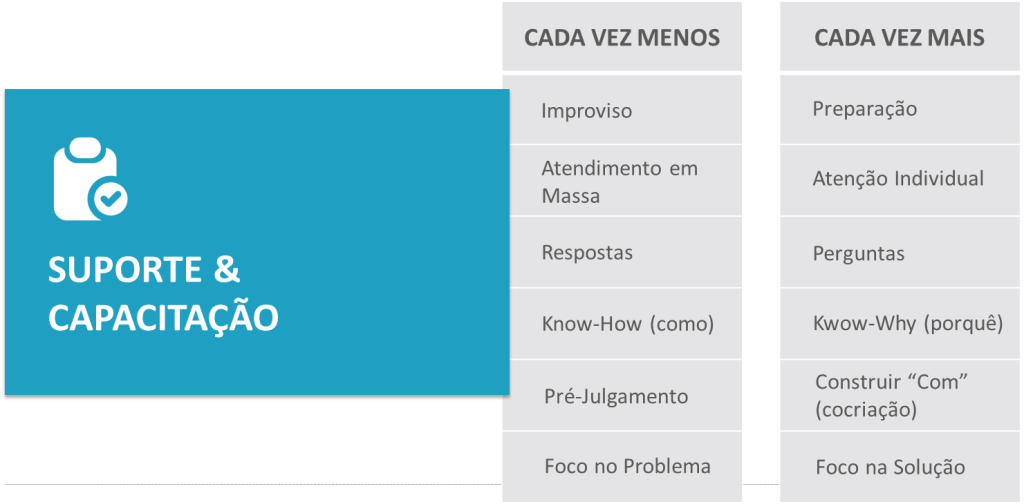 SUPORTE &
CAPACITAÇÃO
CADA VEZ MENOS
Improviso
Atendimento em
Massa
Respostas
Know-How (como)
Pré-Julgamento
Foco no Problema
CADA VEZ MAIS
Preparação
Atenção Individual
Perguntas
Kwow-Why (porquê)
Construir “Com”
(cocriação)
Foco na Solução